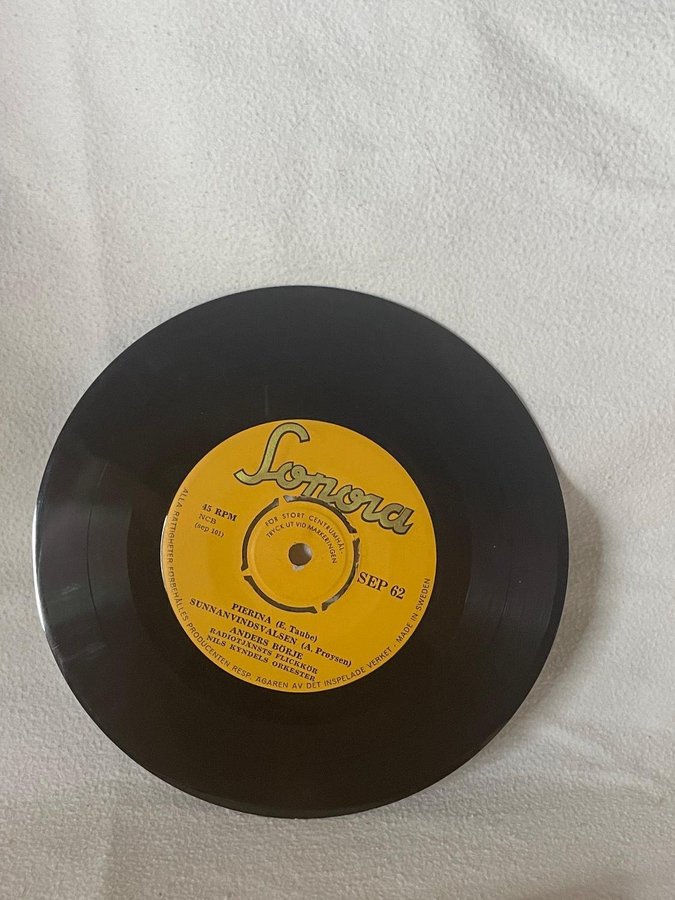 Sonora
45 RPM
NCB
(sep 101)
FÖR STORT CENTRUMHÅL
TRYCK UT VID MARKERINGEN
SEP 62
PIERINA (E. Taube)
SUNNANVINDSVALSEN (A. Prøysen)
ANDERS BÖRJE
RADIOTJÄNSTS FLICKKÖR
NILS KYNDELS ORKESTER
ALLA RÄTTIGHETER FÖRBEHÅLLES PRODUCENTEN RESP. ÄGAREN AV DET INSPELADE VERKET · MADE IN SWEDEN